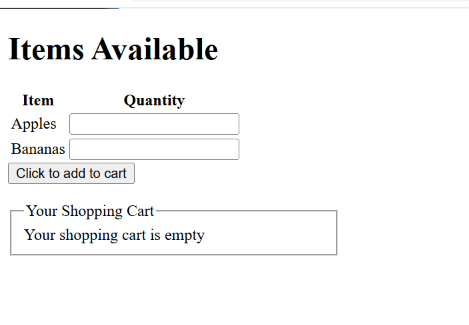 Items Available
Item Quantity
Apples
Bananas
Click to add to cart
Your Shopping Cart
Your shopping cart is empty